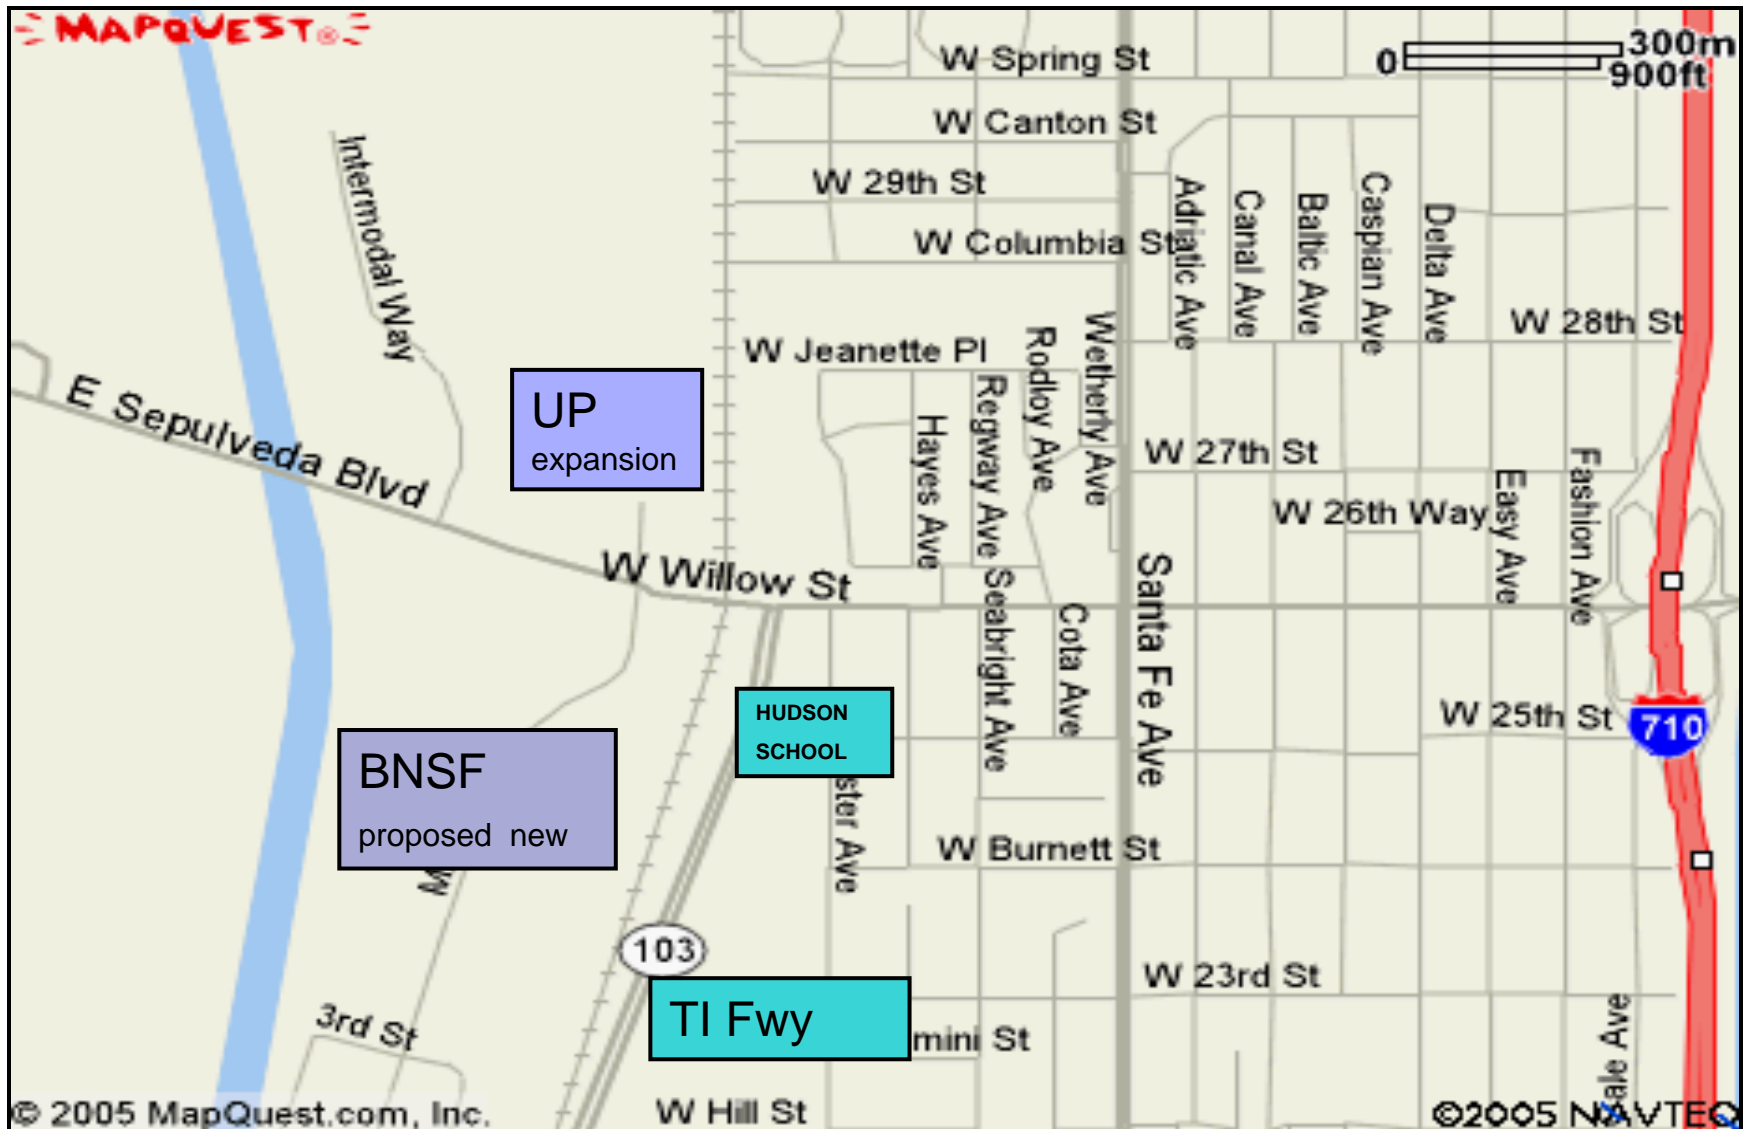 MAPQUEST®
W Spring St
0
300m
900ft
W Canton St
Intermodal Way
W 29th St
W Columbia St
Adriatic Ave
Canal Ave
Baltic Ave
Caspian Ave
Delta Ave
W 28th St
W Jeanette Pl
Rodloy Ave
Wetherly Ave
E Sepulveda Blvd
UP
expansion
Hayes Ave
Regway Ave
W 27th St
W 26th Way
Easy Ave
Fashion Ave
W Willow St
Seabright Ave
Cota Ave
Santa Fe Ave
HUDSON
SCHOOL
W 25th St
710
BNSF
proposed new
ster Ave
W Burnett St
103
W 23rd St
TI Fwy
mini St
3rd St
ale Ave
W Hill St
© 2005 MapQuest.com, Inc.
©2005 NAVTEQ